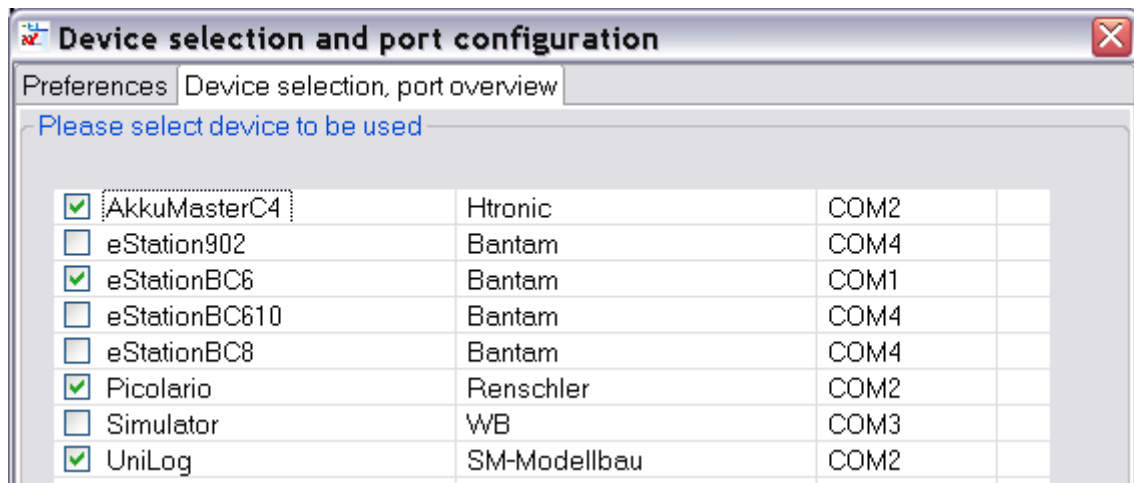 Device selection and port configuration
Preferences Device selection, port overview
Please select device to be used
AkkuMasterC4 Htronic COM2
eStation902 Bantam COM4
eStationBC6 Bantam COM1
eStationBC610 Bantam COM4
eStationBC8 Bantam COM4
Picolario Renschler COM2
Simulator WB COM3
UniLog SM-Modellbau COM2